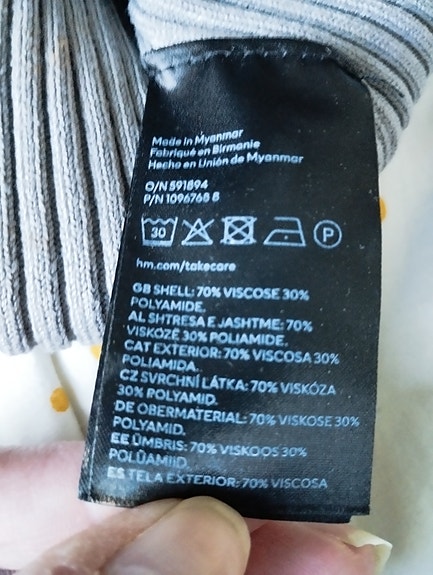 Made in Myanmar
Fabriqué en Birmanie
Hecho en Unión de Myanmar
O/N 591894
P/N 1096768 8
30
P
hm.com/takecare
GB SHELL: 70% VISCOSE 30%
POLYAMIDE.
AL SHTRESA E JASHTME: 70%
VISKOZË 30% POLIAMIDE.
CAT EXTERIOR: 70% VISCOSA 30%
POLIAMIDA.
CZ SVRCHNÍ LÁTKA: 70% VISKÓZA
30% POLYAMID.
DE OBERMATERIAL: 70% VISKOSE 30%
POLYAMID.
EE ÜMBRIS: 70% VISKOOS 30%
POLÜAMIID.
ES TELA EXTERIOR: 70% VISCOSA